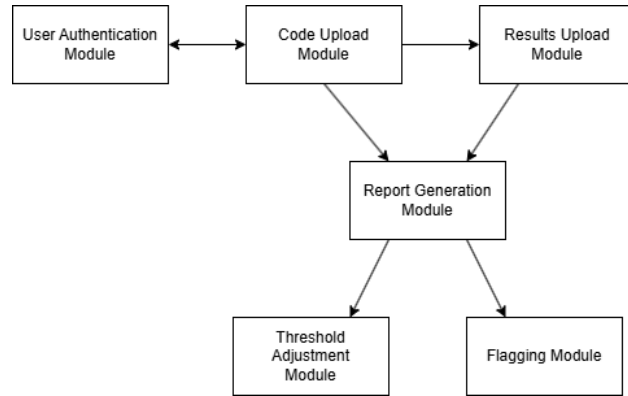 User Authentication
Module
Code Upload
Module
Results Upload
Module
Report Generation
Module
Threshold
Adjustment
Module
Flagging Module